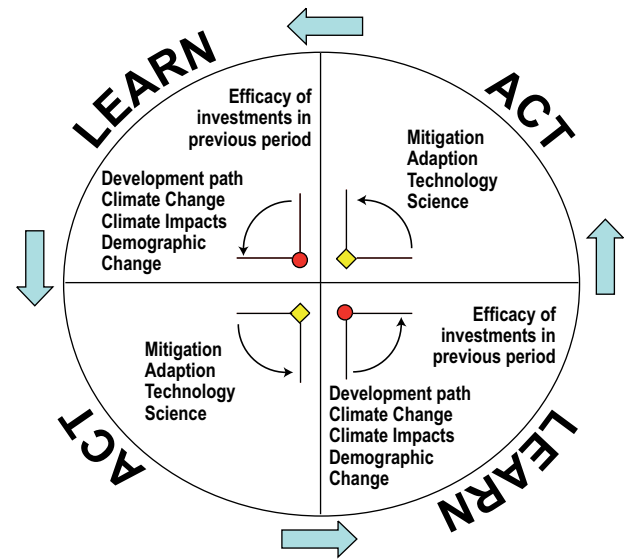 LEARN
Efficacy of
investments in
previous period
Development path
Climate Change
Climate Impacts
Demographic
Change
ACT
Mitigation
Adaption
Technology
Science
ACT
Mitigation
Adaption
Technology
Science
LEARN
Efficacy of
investments in
previous period
Development path
Climate Change
Climate Impacts
Demographic
Change